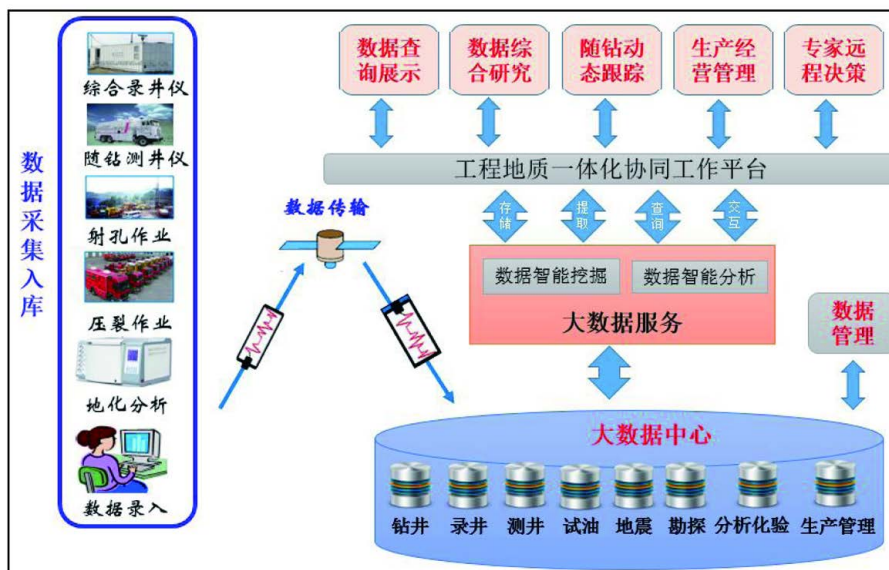 数据采集入库
综合录井仪
随钻测井仪
射孔作业
压裂作业
地化分析
数据录入
数据传输
数据查
询展示
数据综
合研究
随钻动
态跟踪
生产经
营管理
专家远
程决策
工程地质一体化协同工作平台
存储
提取
查询
交互
数据智能挖掘
数据智能分析
大数据服务
数据
管理
大数据中心
钻井
录井
测井
试油
地震
勘探
分析化验
生产管理